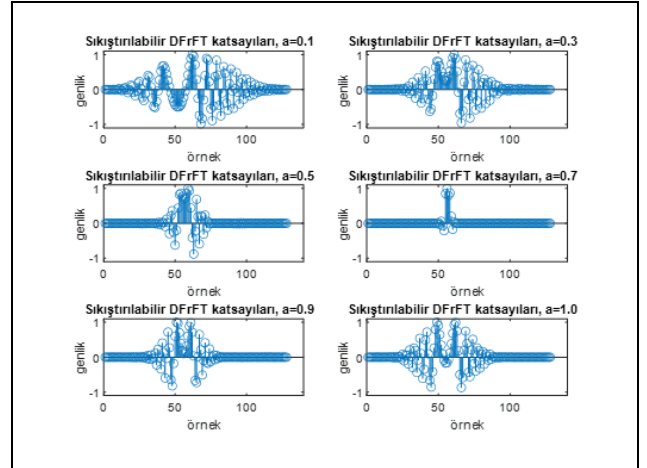 Sıkıştırılabilir DFrFT katsayıları, a=0.1
genlik
1
0
-1
0
50
100
örnek
Sıkıştırılabilir DFrFT katsayıları, a=0.3
genlik
1
0
-1
0
50
100
örnek
Sıkıştırılabilir DFrFT katsayıları, a=0.5
genlik
1
0
-1
0
50
100
örnek
Sıkıştırılabilir DFrFT katsayıları, a=0.7
genlik
1
0
-1
0
50
100
örnek
Sıkıştırılabilir DFrFT katsayıları, a=0.9
genlik
1
0
-1
0
50
100
örnek
Sıkıştırılabilir DFrFT katsayıları, a=1.0
genlik
1
0
-1
0
50
100
örnek